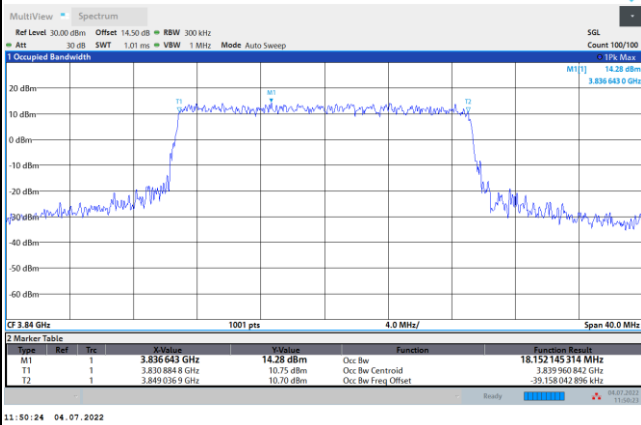 MultiView Spectrum
Ref Level 30.00 dBm Offset 14.50 dB RBW 300 kHz SGL
Att 30 dB SWT 1.01 ms VBW 1 MHz Mode Auto Sweep Count 100/100
1 Occupied Bandwidth 1Pk Max
M1[1] 14.28 dBm
3.836 643 0 GHz
20 dBm
M1
T1 T2
10 dBm
0 dBm
-10 dBm
-20 dBm
-30 dBm
-40 dBm
-50 dBm
-60 dBm
CF 3.84 GHz 1001 pts 4.0 MHz/ Span 40.0 MHz
2 Marker Table
Type Ref Trc X-Value Y-Value Function Function Result
M1 1 3.836 643 GHz 14.28 dBm Occ Bw 18.152 145 314 MHz
T1 1 3.830 884 8 GHz 10.75 dBm Occ Bw Centroid 3.839 960 842 GHz
T2 1 3.849 036 9 GHz 10.70 dBm Occ Bw Freq Offset -39.158 042 896 kHz
Ready 04.07.2022
11:50:23
11:50:24 04.07.2022